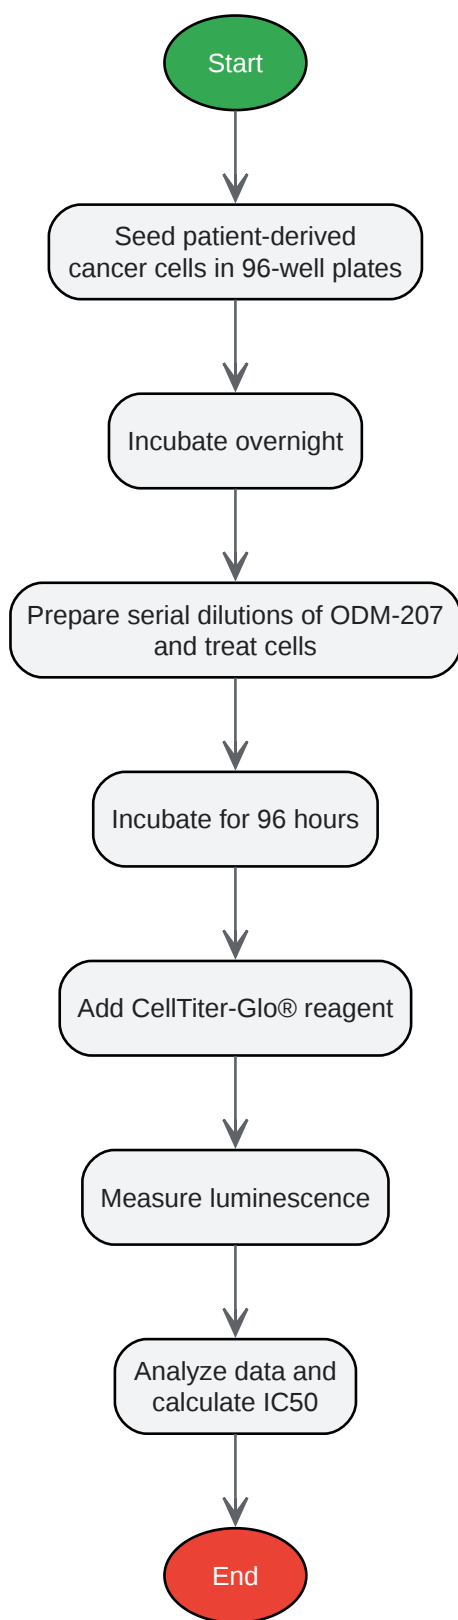 Start
Seed patient-derived
cancer cells in 96-well plates
Incubate overnight
Prepare serial dilutions of ODM-207
and treat cells
Incubate for 96 hours
Add CellTiter-Glo® reagent
Measure luminescence
Analyze data and
calculate IC50
End